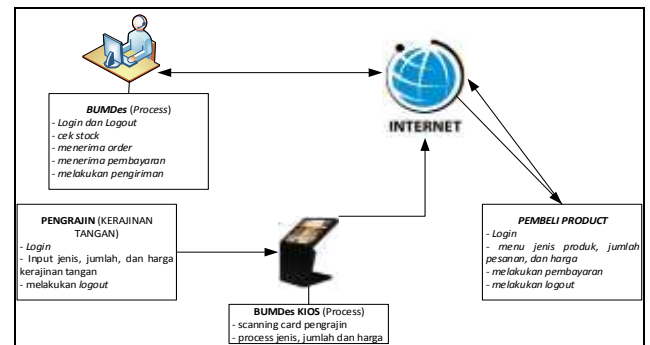 INTERNET
BUMDes (Process)
- Login dan Logout
- cek stock
- menerima order
- menerima pembayaran
- melakukan pengiriman
PENGRAJIN (KERAJINAN
TANGAN)
- Login
- Input jenis, jumlah, dan harga
kerajinan tangan
- melakukan logout
PEMBELI PRODUCT
- Login
- menu jenis produk, jumlah
pesanan, dan harga
- melakukan pembayaran
- melakukan logout
BUMDes KIOS (Process)
- scanning card pengrajin
- process jenis, jumlah dan harga